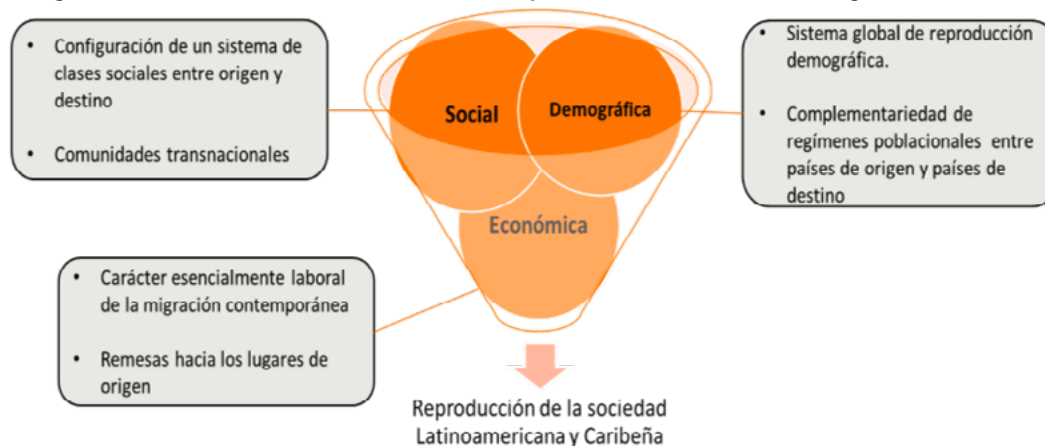 • Configuración de un sistema de
clases sociales entre origen y
destino
• Comunidades transnacionales
Social
Demográfica
Económica
• Sistema global de reproducción
demográfica.
• Complementariedad de
regímenes poblacionales entre
países de origen y países de
destino
• Carácter esencialmente laboral
de la migración contemporánea
• Remesas hacia los lugares de
origen
Reproducción de la sociedad
Latinoamericana y Caribeña